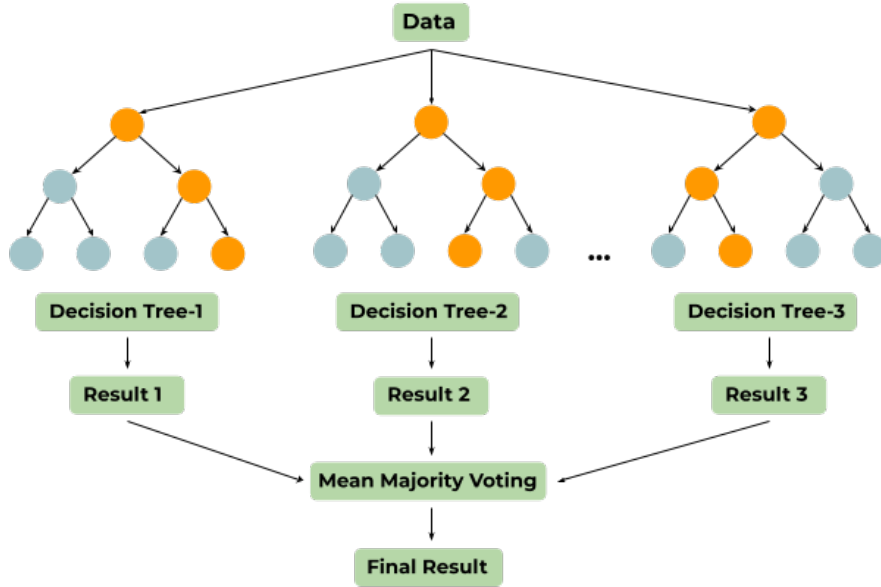 Data
...
Decision Tree-1
Decision Tree-2
Decision Tree-3
Result 1
Result 2
Result 3
Mean Majority Voting
Final Result